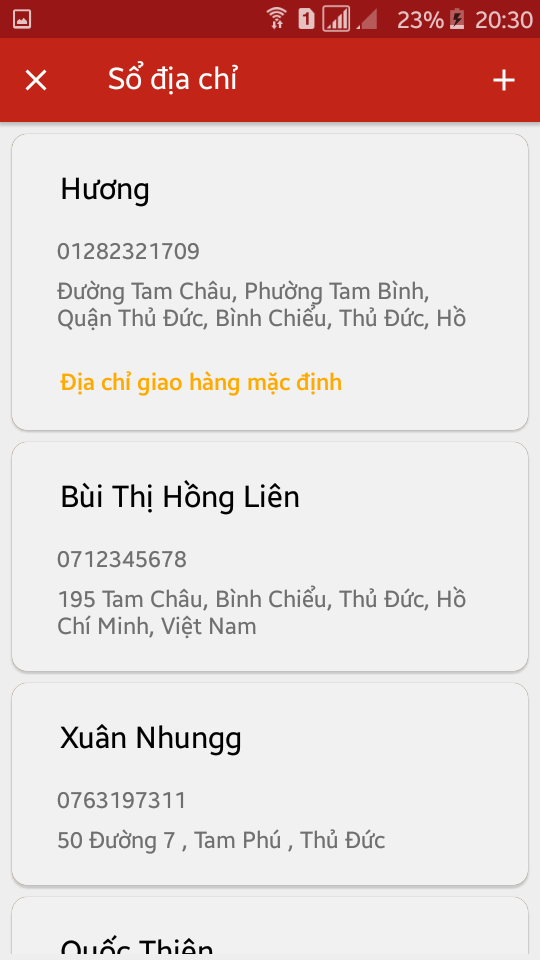 1
23%
20:30
Sổ địa chỉ
Hương
01282321709
Đường Tam Châu, Phường Tam Bình,
Quận Thủ Đức, Bình Chiểu, Thủ Đức, Hồ
Địa chỉ giao hàng mặc định
Bùi Thị Hồng Liên
0712345678
195 Tam Châu, Bình Chiểu, Thủ Đức, Hồ
Chí Minh, Việt Nam
Xuân Nhungg
0763197311
50 Đường 7 , Tam Phú , Thủ Đức
Quốc Thiên